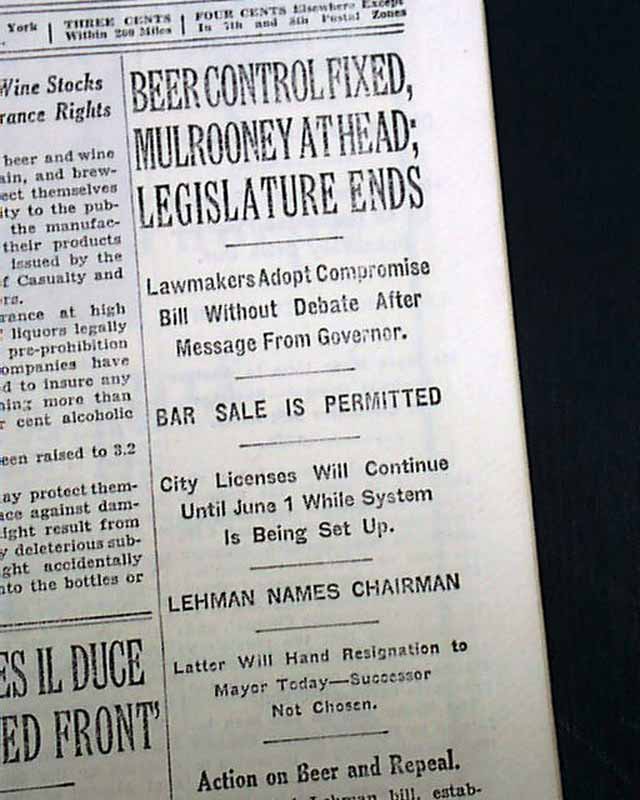 York
THREE CENTS
Within 200 Miles
FOUR CENTS Elsewhere Except
In 7th and 8th Postal Zones
Wine Stocks
rance Rights
beer and wine
ain, and brew-
ect themselves
ity to the pub-
the manufac-
their products
issued by the
f Casualty and
rs.
rance at high
liquors legally
pre-prohibition
ompanies have
d to insure any
ning more than
r cent alcoholic
een raised to 3.2
ay protect them-
ace against dam-
ight result from
y deleterious sub-
ght accidentally
nto the bottles or
ES IL DUCE
ED FRONT'
BEER CONTROL FIXED,
MULROONEY AT HEAD;
LEGISLATURE ENDS
Lawmakers Adopt Compromise
Bill Without Debate After
Message From Governor.
BAR SALE IS PERMITTED
City Licenses Will Continue
Until June 1 While System
Is Being Set Up.
LEHMAN NAMES CHAIRMAN
Latter Will Hand Resignation to
Mayor Today—Successor
Not Chosen.
Action on Beer and Repeal.
Lehman bill, estab-